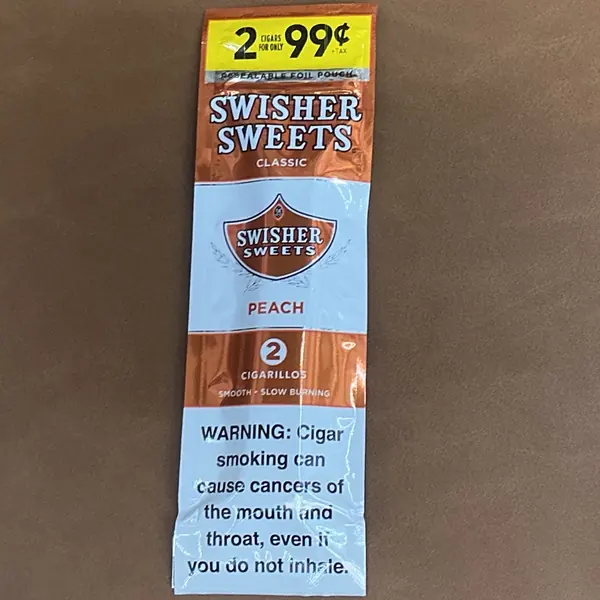 2 CIGARS FOR ONLY 99¢
+TAX
RESEALABLE FOIL POUCH
SWISHER
SWEETS
CLASSIC
SWISHER
SWEETS
PEACH
2
CIGARILLOS
SMOOTH - SLOW BURNING
WARNING: Cigar
smoking can
cause cancers of
the mouth and
throat, even if
you do not inhale.